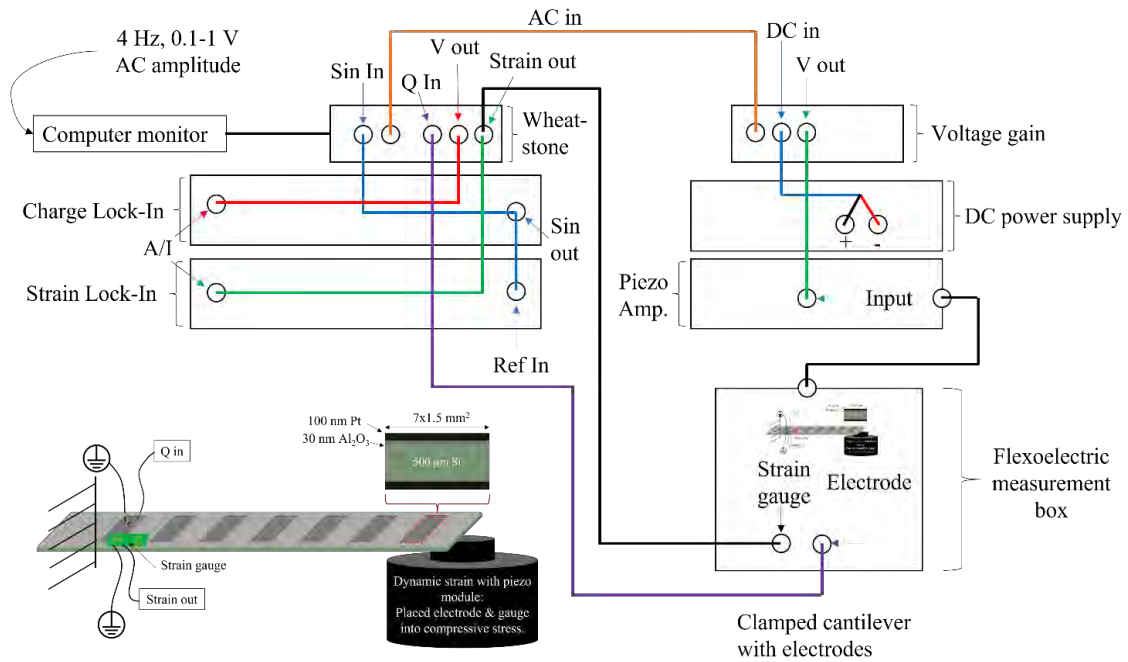 4 Hz, 0.1-1 V
AC amplitude
Computer monitor
Sin In
Q In
V out
Strain out
AC in
Wheat-
stone
DC in
V out
Voltage gain
Charge Lock-In
A/I
Sin
out
Strain Lock-In
Ref In
DC power supply
+
-
Piezo
Amp.
Input
100 nm Pt
30 nm Al₂O₃
7x1.5 mm²
500 μm Si
Q in
Strain gauge
Strain out
Dynamic strain with piezo
module:
Placed electrode & gauge
into compressive stress.
Strain
gauge
Electrode
Flexoelectric
measurement
box
Clamped cantilever
with electrodes